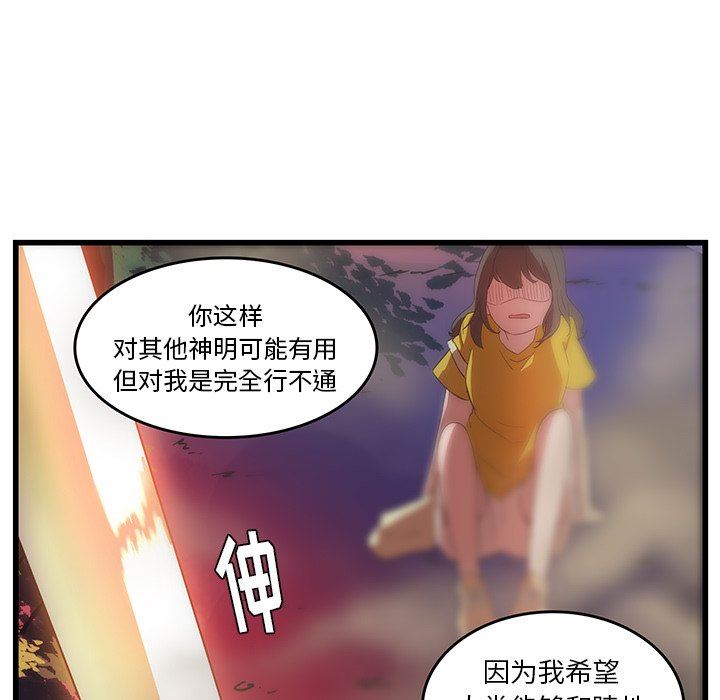 你这样
对其他神明可能有用
但对我是完全行不通
伸
因为我希望